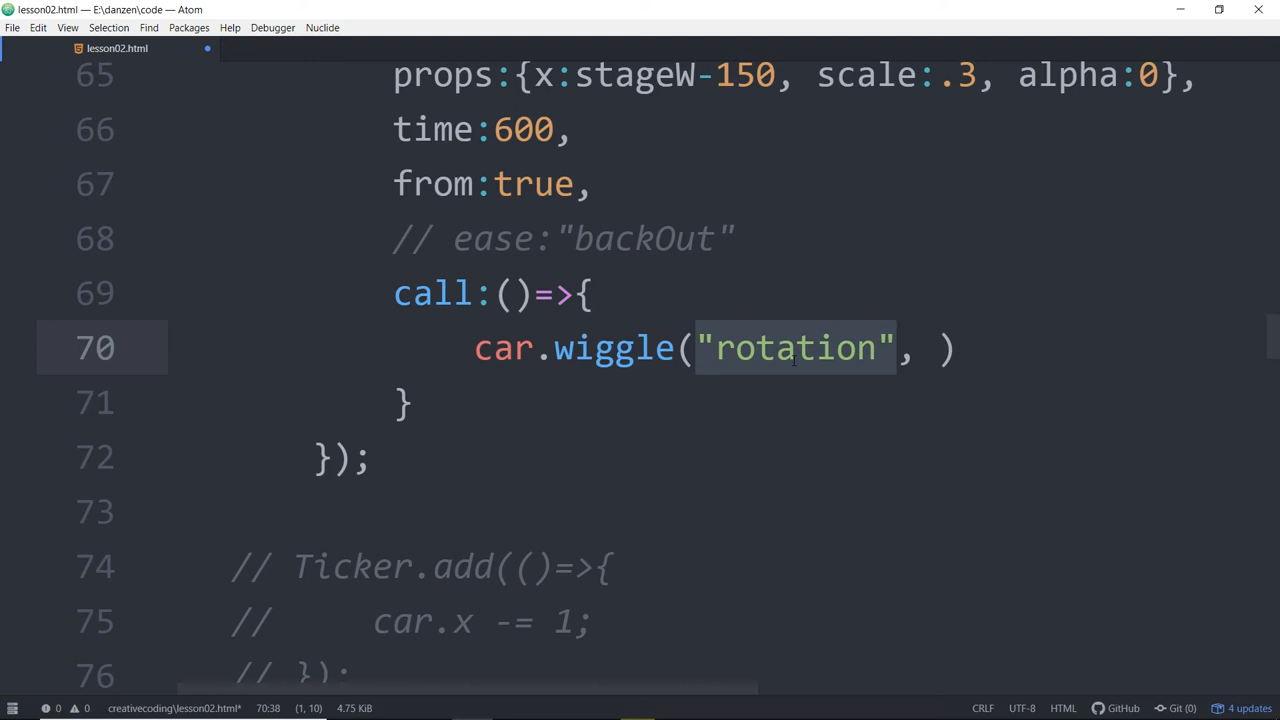 lesson02.html — E:\danzen\code — Atom
File Edit View Selection Find Packages Help Debugger Nuclide
lesson02.html
65 props:{x:stageW-150, scale:.3, alpha:0},
66 time:600,
67 from:true,
68 // ease:"backOut"
69 call:()=>{
70 car.wiggle("rotation", )
71 }
72 });
73
74 // Ticker.add(()=>{
75 // car.x -= 1;
76 // });
0 0 creativecoding\lesson02.html* 70:38 (1, 10) 4.75 KiB CRLF UTF-8 HTML GitHub Git (0) 4 updates